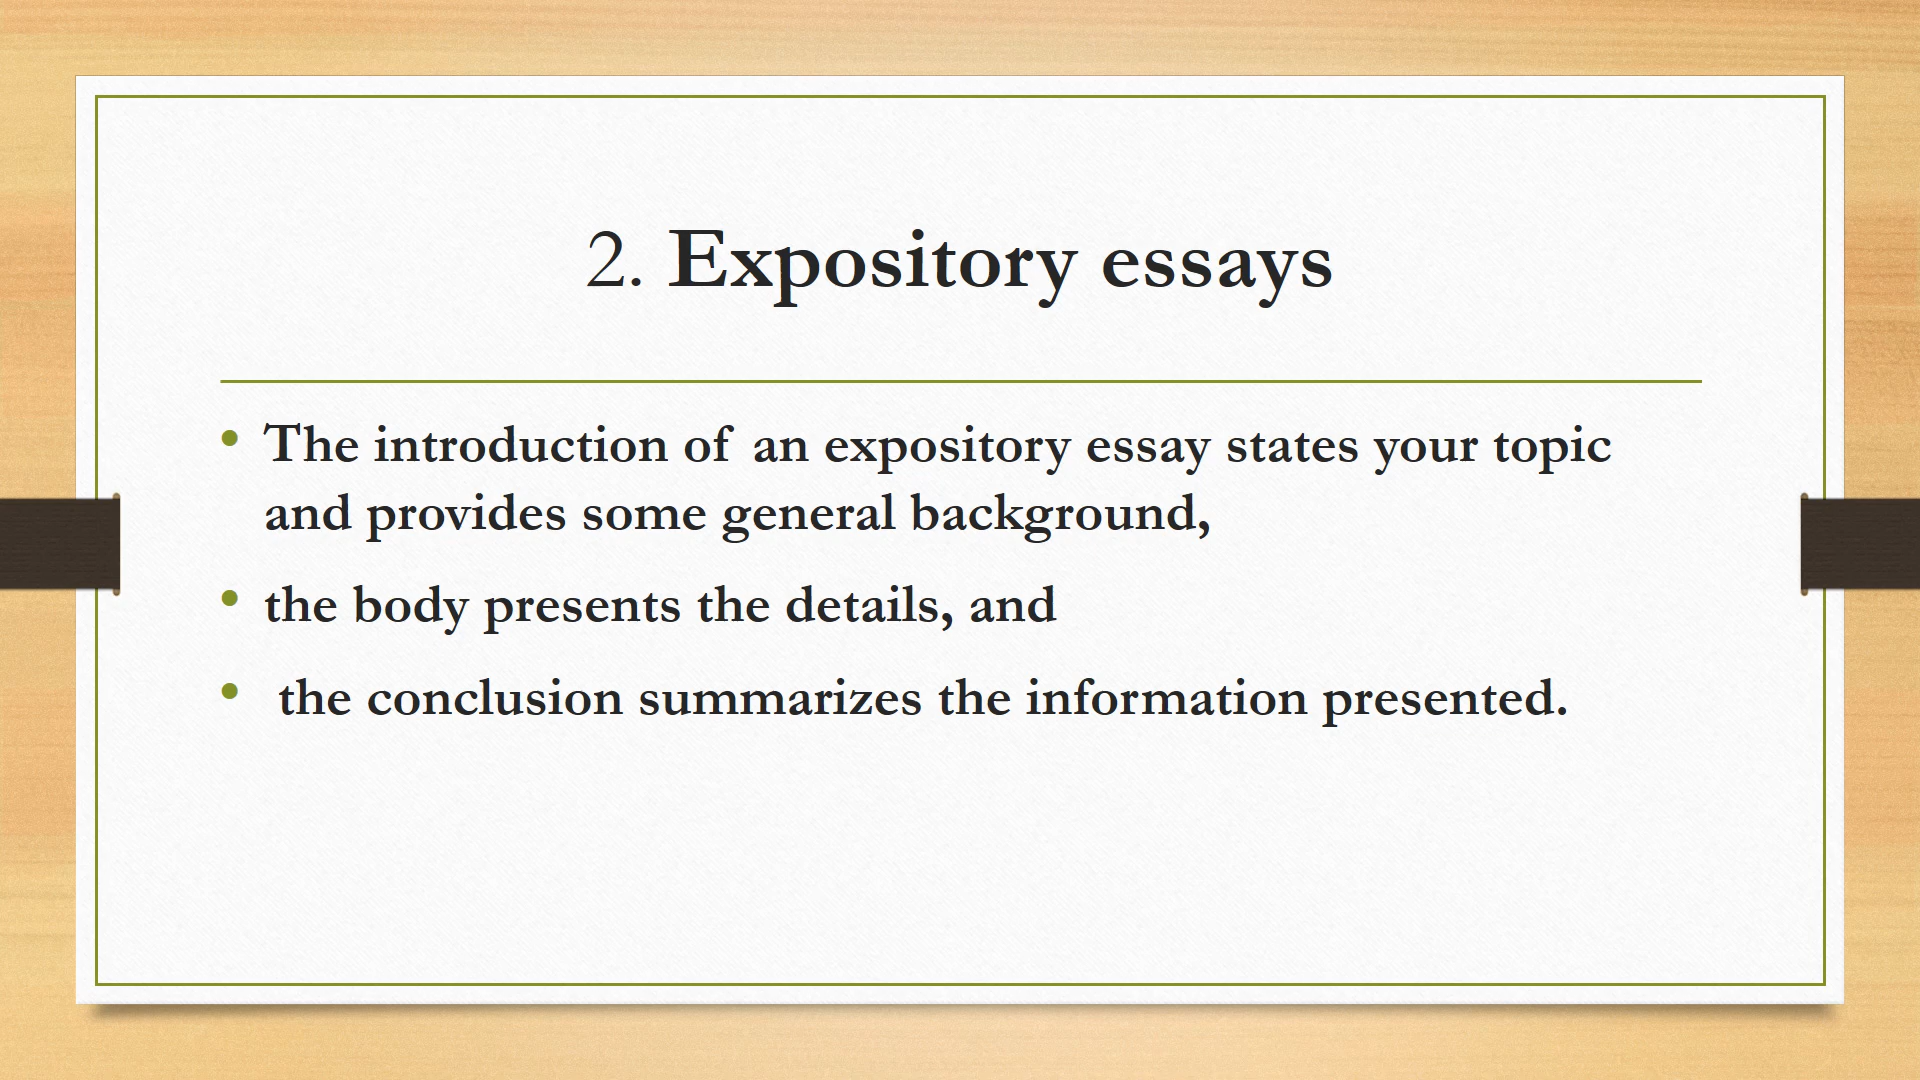 2. Expository essays
• The introduction of an expository essay states your topic
and provides some general background,
• the body presents the details, and
• the conclusion summarizes the information presented.